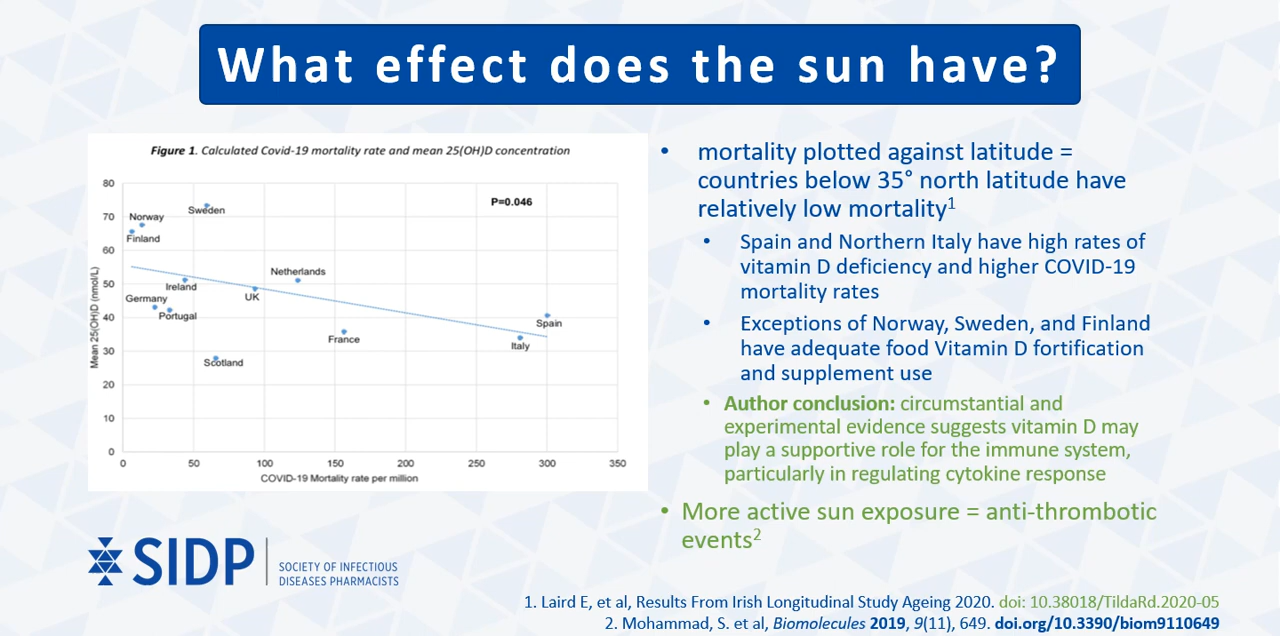 What effect does the sun have?
Figure 1. Calculated Covid-19 mortality rate and mean 25(OH)D concentration
80
70
60
50
40
30
20
10
0
Mean 25(OH)D (nmol/L)
P=0.046
Sweden
Norway
Finland
Netherlands
Ireland
UK
Germany
Portugal
Spain
France
Italy
Scotland
0 50 100 150 200 250 300 350
COVID-19 Mortality rate per million
• mortality plotted against latitude =
countries below 35° north latitude have
relatively low mortality1
• Spain and Northern Italy have high rates of
vitamin D deficiency and higher COVID-19
mortality rates
• Exceptions of Norway, Sweden, and Finland
have adequate food Vitamin D fortification
and supplement use
• Author conclusion: circumstantial and
experimental evidence suggests vitamin D may
play a supportive role for the immune system,
particularly in regulating cytokine response
• More active sun exposure = anti-thrombotic
events2
SIDP
SOCIETY OF INFECTIOUS
DISEASES PHARMACISTS
1. Laird E, et al, Results From Irish Longitudinal Study Ageing 2020. doi: 10.38018/TildaRd.2020-05
2. Mohammad, S. et al, Biomolecules 2019, 9(11), 649. doi.org/10.3390/biom9110649